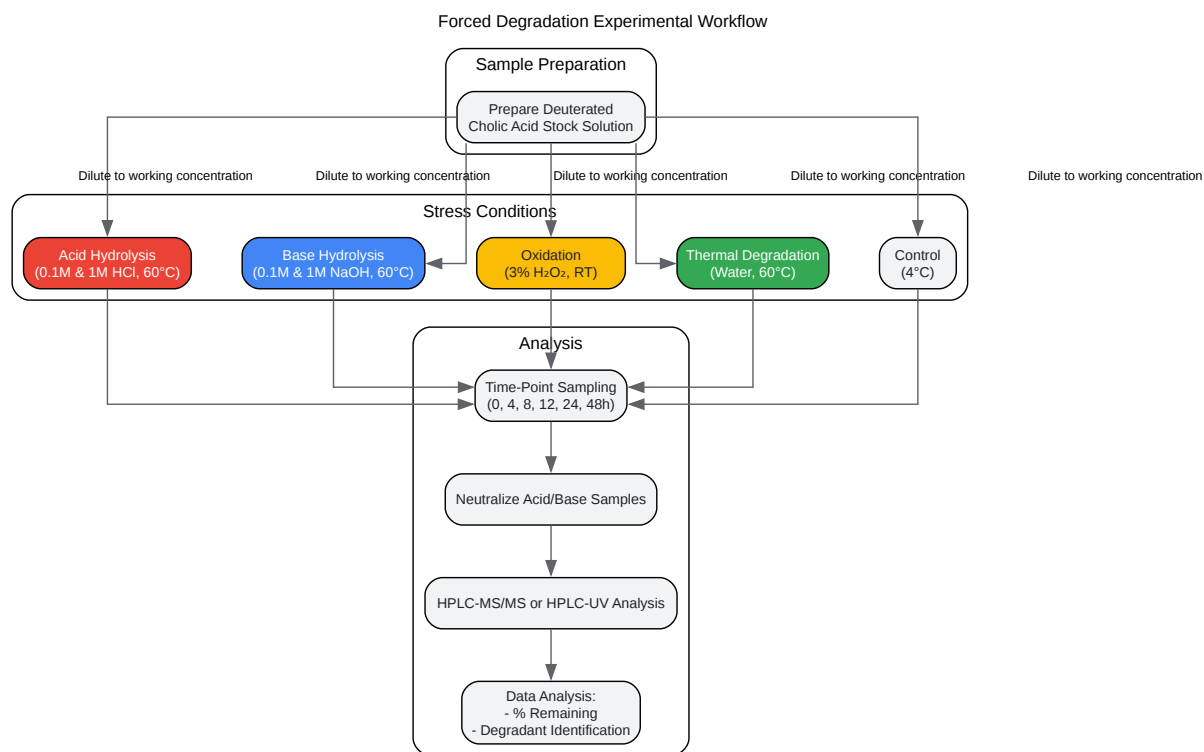 Forced Degradation Experimental Workflow
Sample Preparation
Prepare Deuterated
Cholic Acid Stock Solution
Dilute to working concentration
Dilute to working concentration
Dilute to working concentration
Dilute to working concentration
Dilute to working concentration
Stress Conditions
Acid Hydrolysis
(0.1M & 1M HCl, 60°C)
Base Hydrolysis
(0.1M & 1M NaOH, 60°C)
Oxidation
(3% H₂O₂, RT)
Thermal Degradation
(Water, 60°C)
Control
(4°C)
Analysis
Time-Point Sampling
(0, 4, 8, 12, 24, 48h)
Neutralize Acid/Base Samples
HPLC-MS/MS or HPLC-UV Analysis
Data Analysis:
- % Remaining
- Degradant Identification